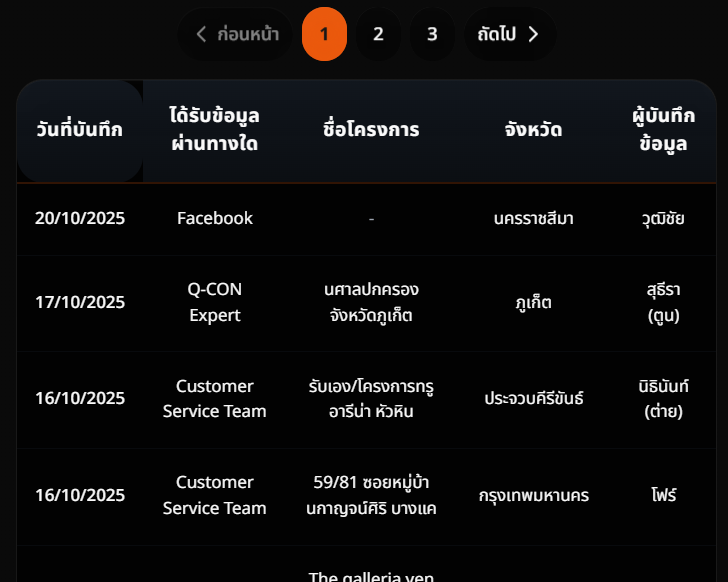 ก่อนหน้า 1 2 3 ถัดไป
วันที่บันทึก
ได้รับข้อมูล
ผ่านทางใด
ชื่อโครงการ
จังหวัด
ผู้บันทึก
ข้อมูล
20/10/2025
Facebook
-
นครราชสีมา
วุฒิชัย
17/10/2025
Q-CON
Expert
นศาลปกครอง
จังหวัดภูเก็ต
ภูเก็ต
สุธีรา
(ตูน)
16/10/2025
Customer
Service Team
รับเอง/โครงการทรู
อารีน่า หัวหิน
ประจวบคีรีขันธ์
นิธินันท์
(ต่าย)
16/10/2025
Customer
Service Team
59/81 ซอยหมู่บ้า
นกาญจน์ศิริ บางแค
กรุงเทพมหานคร
โฟร์
The galleria